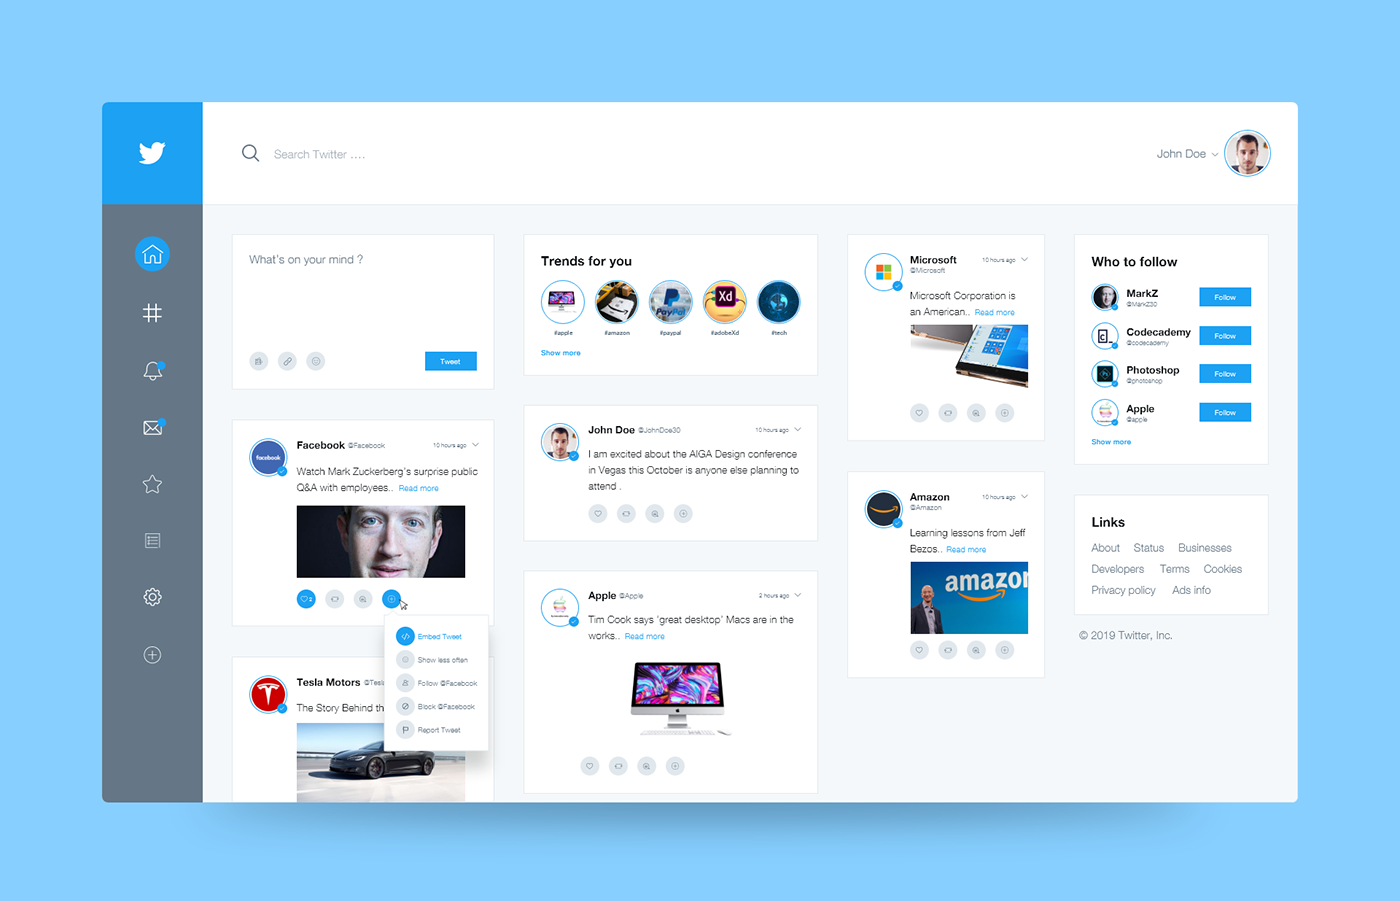 Search Twitter ....
John Doe
What's on your mind ?
Tweet
Facebook @Facebook
10 hours ago
facebook
Watch Mark Zuckerberg's surprise public
Q&A with employees.. Read more
2
Embed Tweet
Show less often
Follow @Facebook
Block @Facebook
Report Tweet
Tesla Motors @Tesl
The Story Behind th
Trends for you
PayPal
Xd
#apple
#amazon
#paypal
#adobeXd
#tech
Show more
John Doe @JohnDoe30
10 hours ago
I am excited about the AIGA Design conference
in Vegas this October is anyone else planning to
attend .
Apple @Apple
2 hours ago
Tim Cook says 'great desktop' Macs are in the
works.. Read more
Microsoft
10 hours ago
@Microsoft
Microsoft Corporation is
an American.. Read more
Amazon
10 hours ago
@Amazon
Learning lessons from Jeff
Bezos.. Read more
amazon
Who to follow
MarkZ
@MarkZ30
Follow
Codecademy
@codecademy
Follow
Photoshop
@photoshop
Follow
Apple
@apple
Follow
Show more
Links
About Status Businesses
Developers Terms Cookies
Privacy policy Ads info
© 2019 Twitter, Inc.